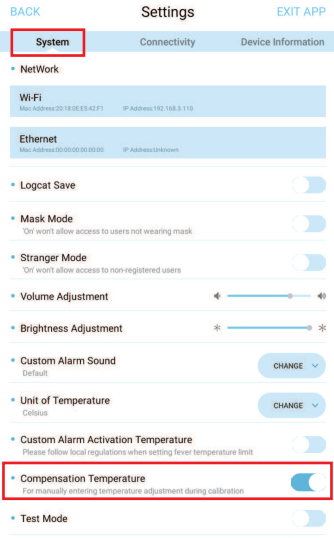 BACK Settings EXIT APP
System Connectivity Device Information
NetWork
Wi-Fi
Mac Address:20:18:0E:E5:42:F1 IP Address:192.168.3.110
Ethernet
Mac Address:00:00:00:00:00:00 IP Address:Unknown
Logcat Save
Mask Mode
'On' won't allow access to users not wearing mask
Stranger Mode
'On' won't allow access to non-registered users
Volume Adjustment
Brightness Adjustment
Custom Alarm Sound
Default
CHANGE
Unit of Temperature
Celsius
CHANGE
Custom Alarm Activation Temperature
Please follow local regulations when setting fever temperature limit
Compensation Temperature
For manually entering temperature adjustment during calibration
Test Mode